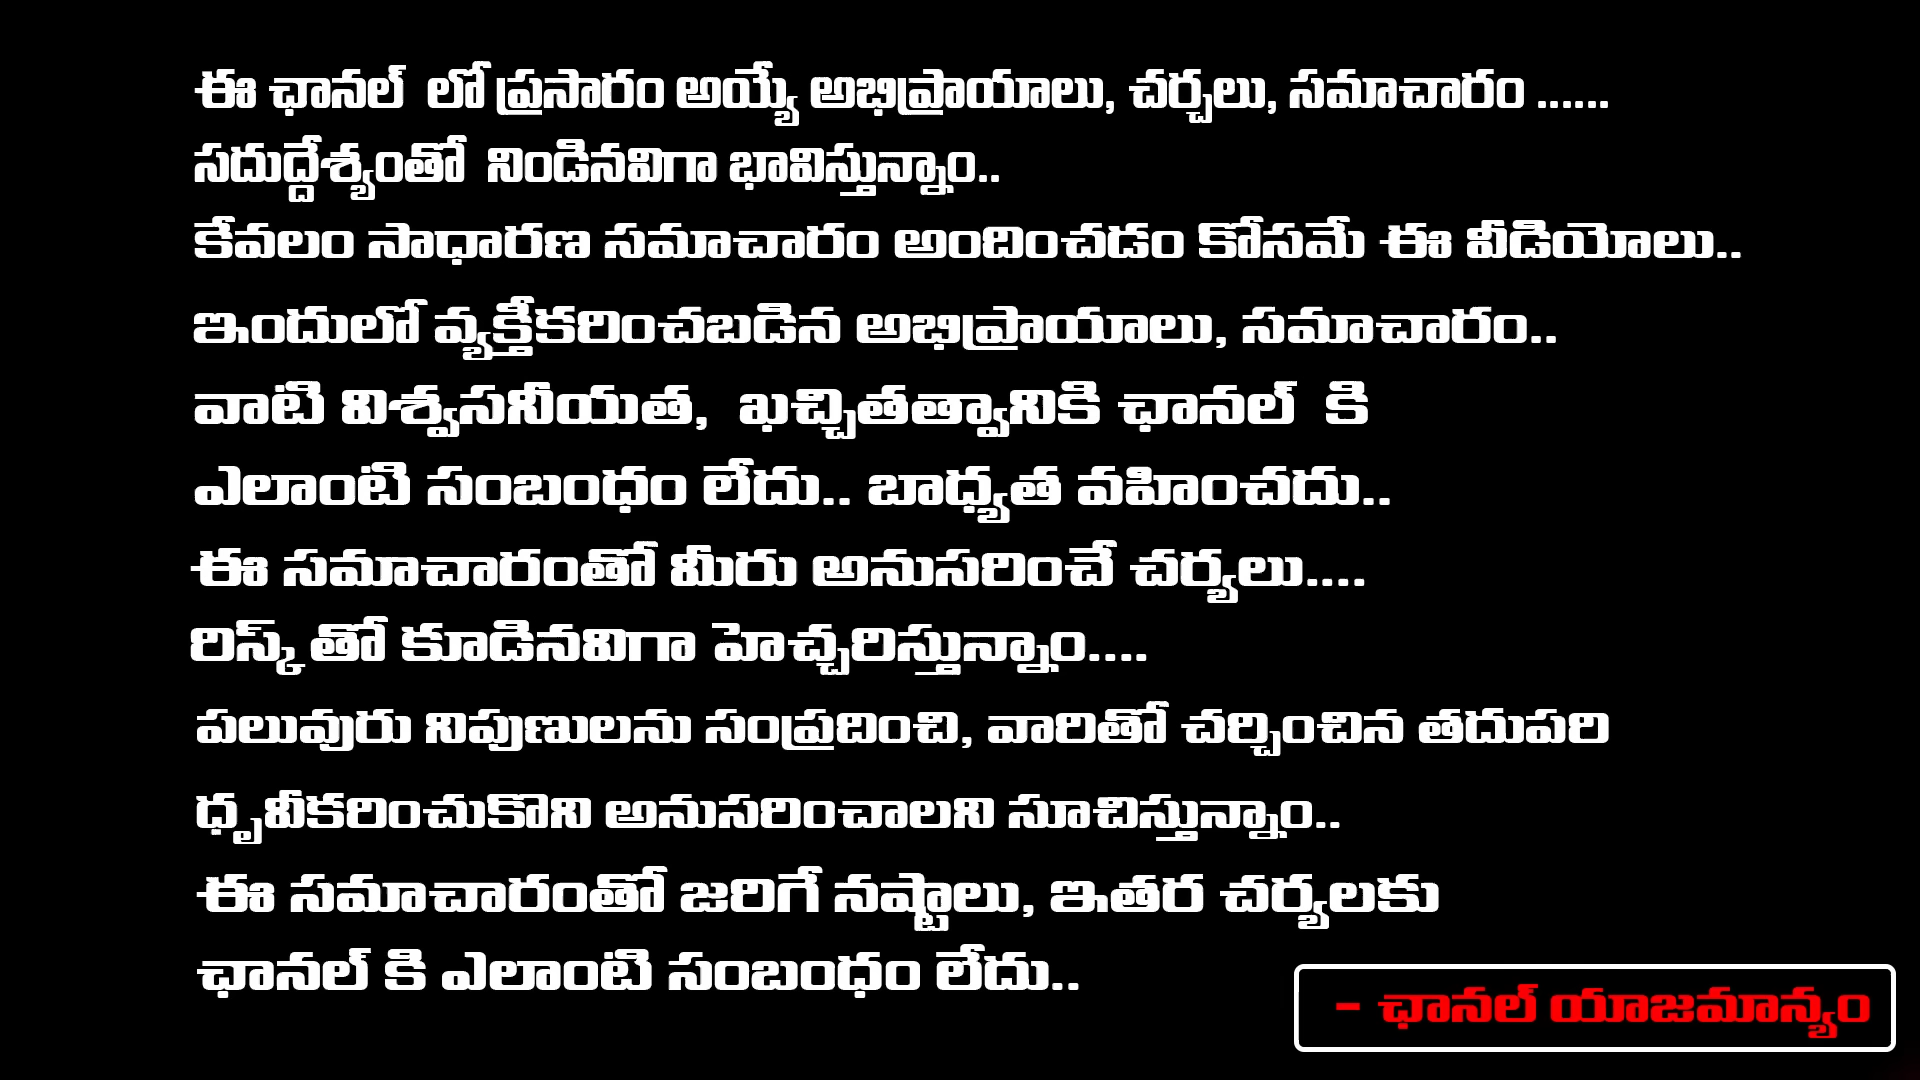 ఈ ఛానల్ లో ప్రసారం అయ్యే అభిప్రాయాలు, చర్చలు, సమాచారం ......
సదుద్దేశ్యంతో నిండినవిగా భావిస్తున్నాం..
కేవలం సాధారణ సమాచారం అందించడం కోసమే ఈ వీడియోలు..
ఇందులో వ్యక్తీకరించబడిన అభిప్రాయాలు, సమాచారం..
వాటి విశ్వసనీయత, ఖచ్చితత్వానికి ఛానల్ కి
ఎలాంటి సంబంధం లేదు.. బాధ్యత వహించదు..
ఈ సమాచారంతో మీరు అనుసరించే చర్యలు....
రిస్క్ తో కూడినవిగా హెచ్చరిస్తున్నాం....
పలువురు నిపుణులను సంప్రదించి, వారితో చర్చించిన తదుపరి
ధృవీకరించుకొని అనుసరించాలని సూచిస్తున్నాం..
ఈ సమాచారంతో జరిగే నష్టాలు, ఇతర చర్యలకు
ఛానల్ కి ఎలాంటి సంబంధం లేదు..
- ఛానల్ యాజమాన్యం